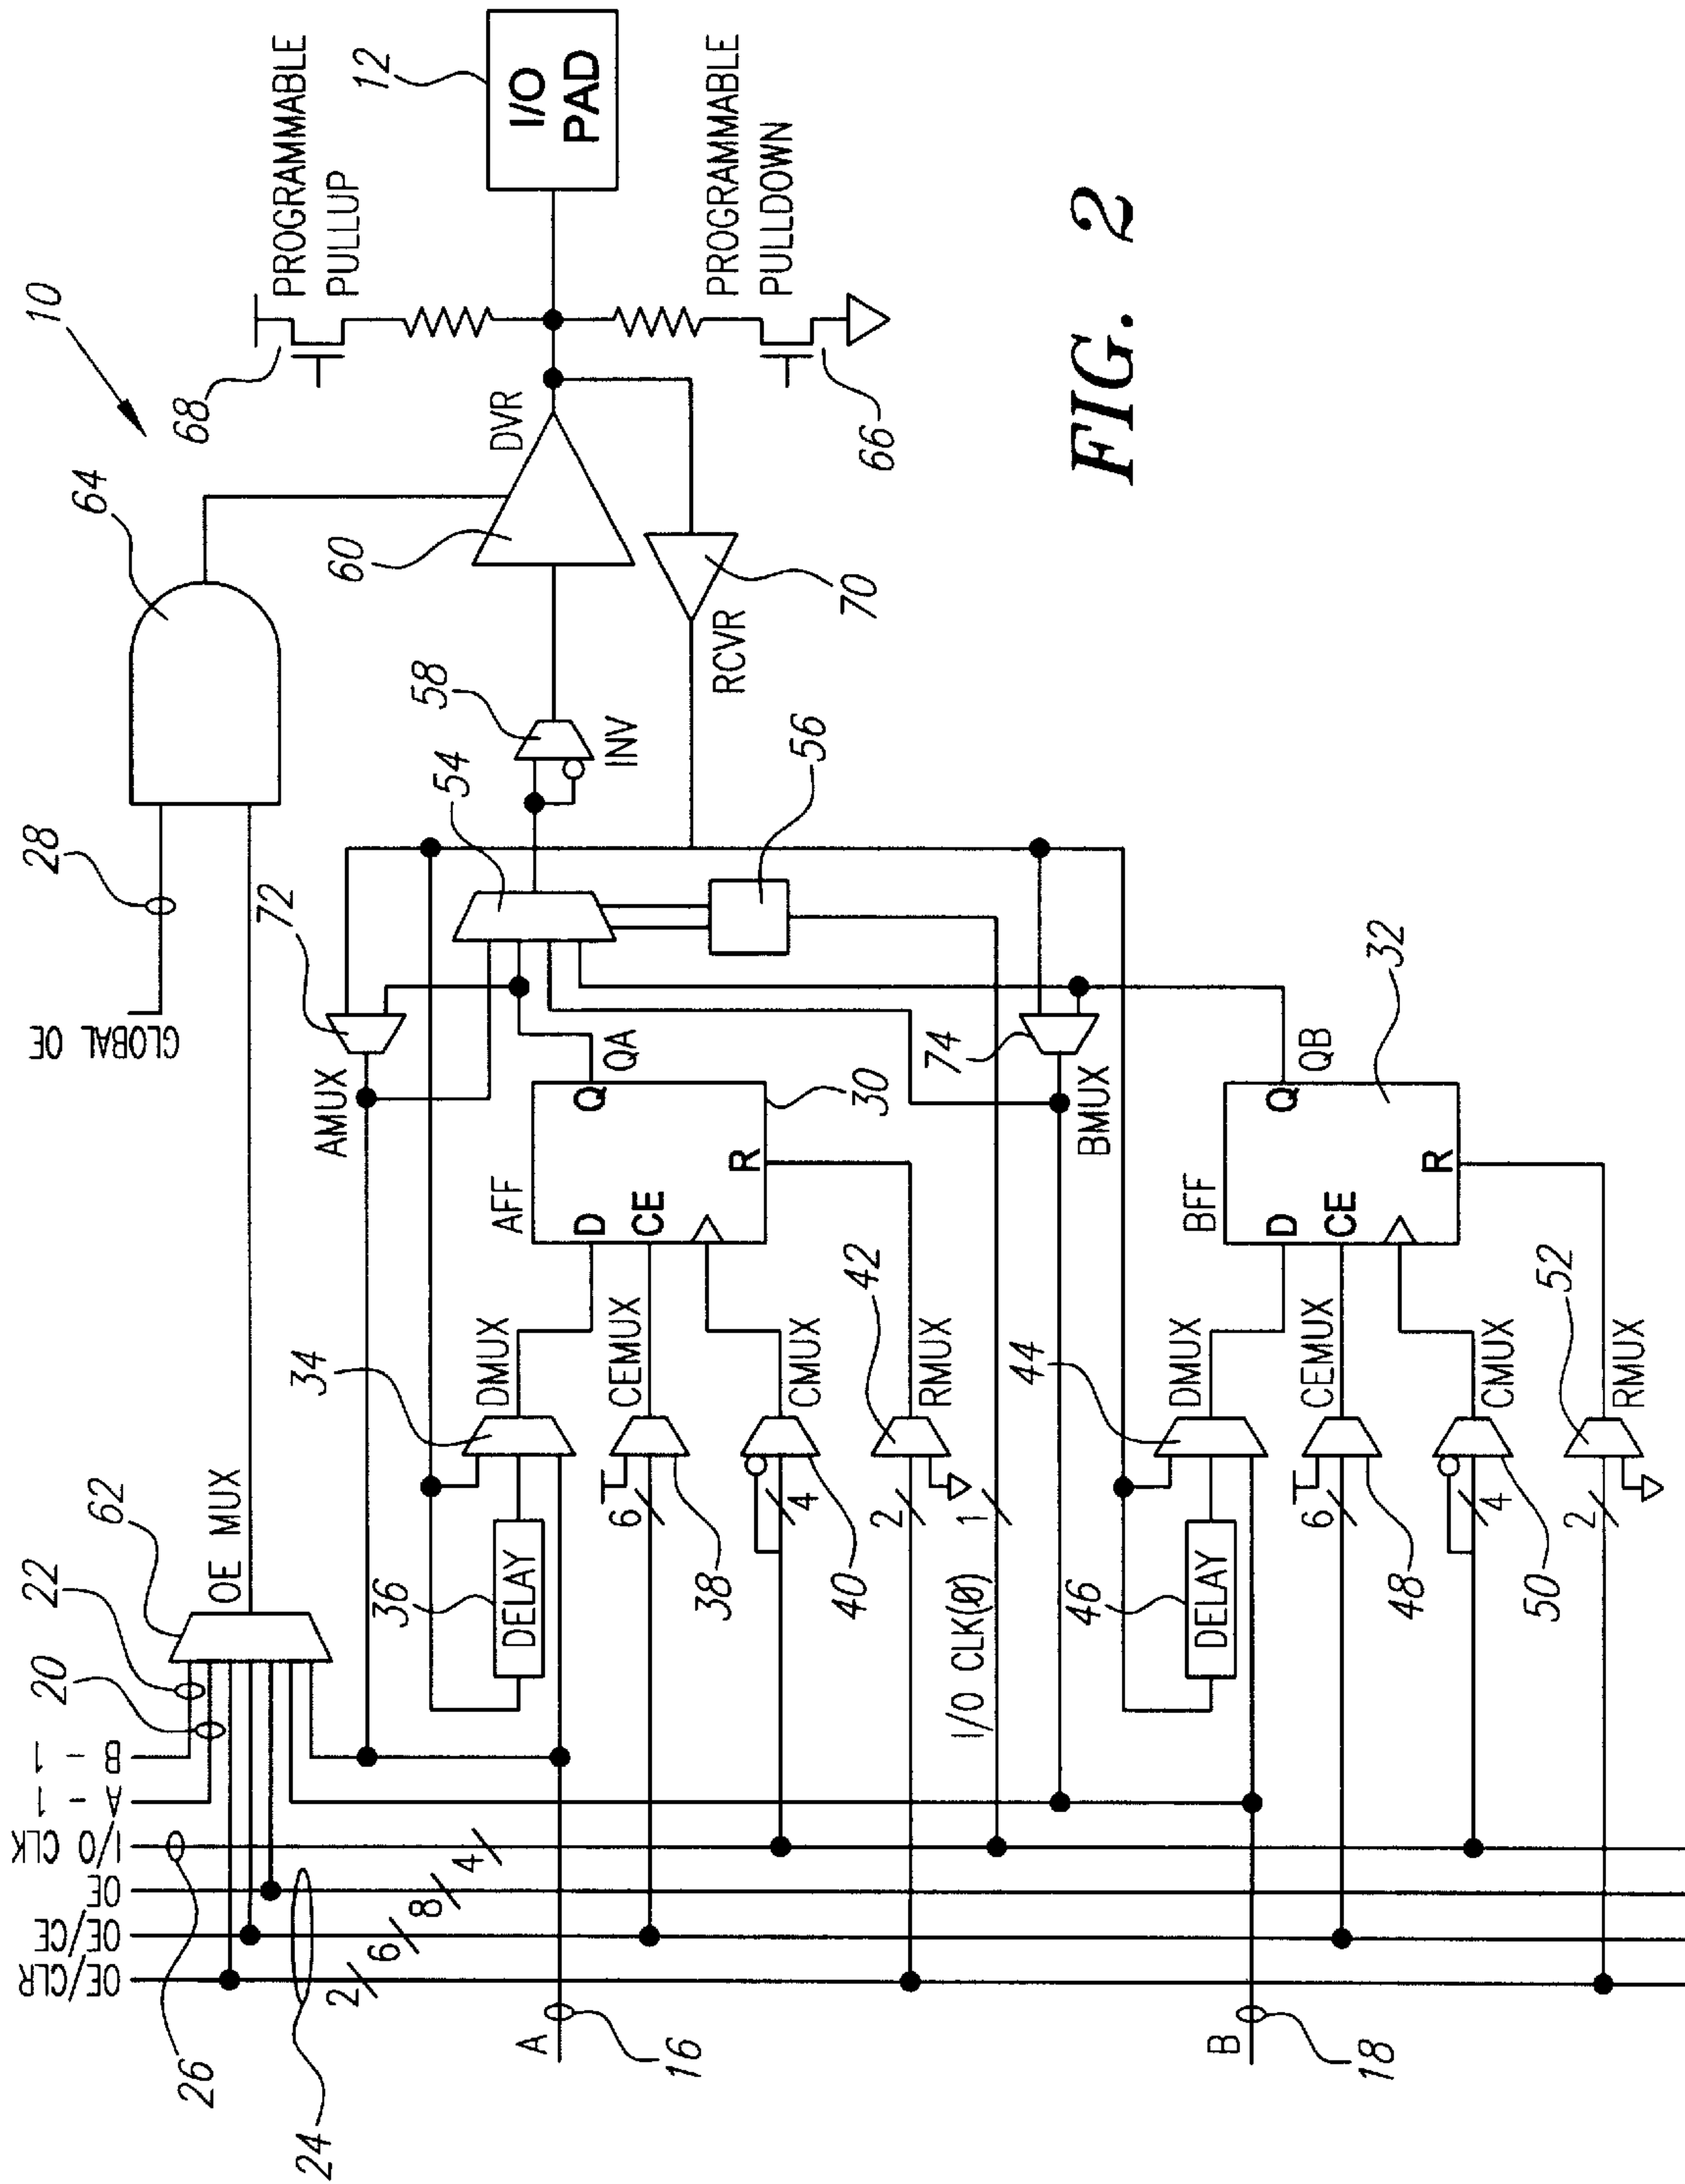 10
GLOBAL OE
28
64
68
PROGRAMMABLE
PULLUP
12
I/O
PAD
22
20
62
OE MUX
AMUX
72
54
58
INV
60
DVR
PROGRAMMABLE
PULLDOWN
66
70
RCVR
56
OE/CLR
OE/CE
OE
I/O CLK
A - 1
B - 1
26
24
2
6
8
4
A
16
34
DMUX
36
DELAY
AFF
D
Q
QA
CE
R
30
CEMUX
6
38
CMUX
4
40
42
RMUX
2
I/O CLK(0)
1
74
BMUX
B
18
44
DMUX
46
DELAY
BFF
D
Q
QB
CE
R
32
CEMUX
6
48
CMUX
4
50
52
RMUX
2
FIG. 2